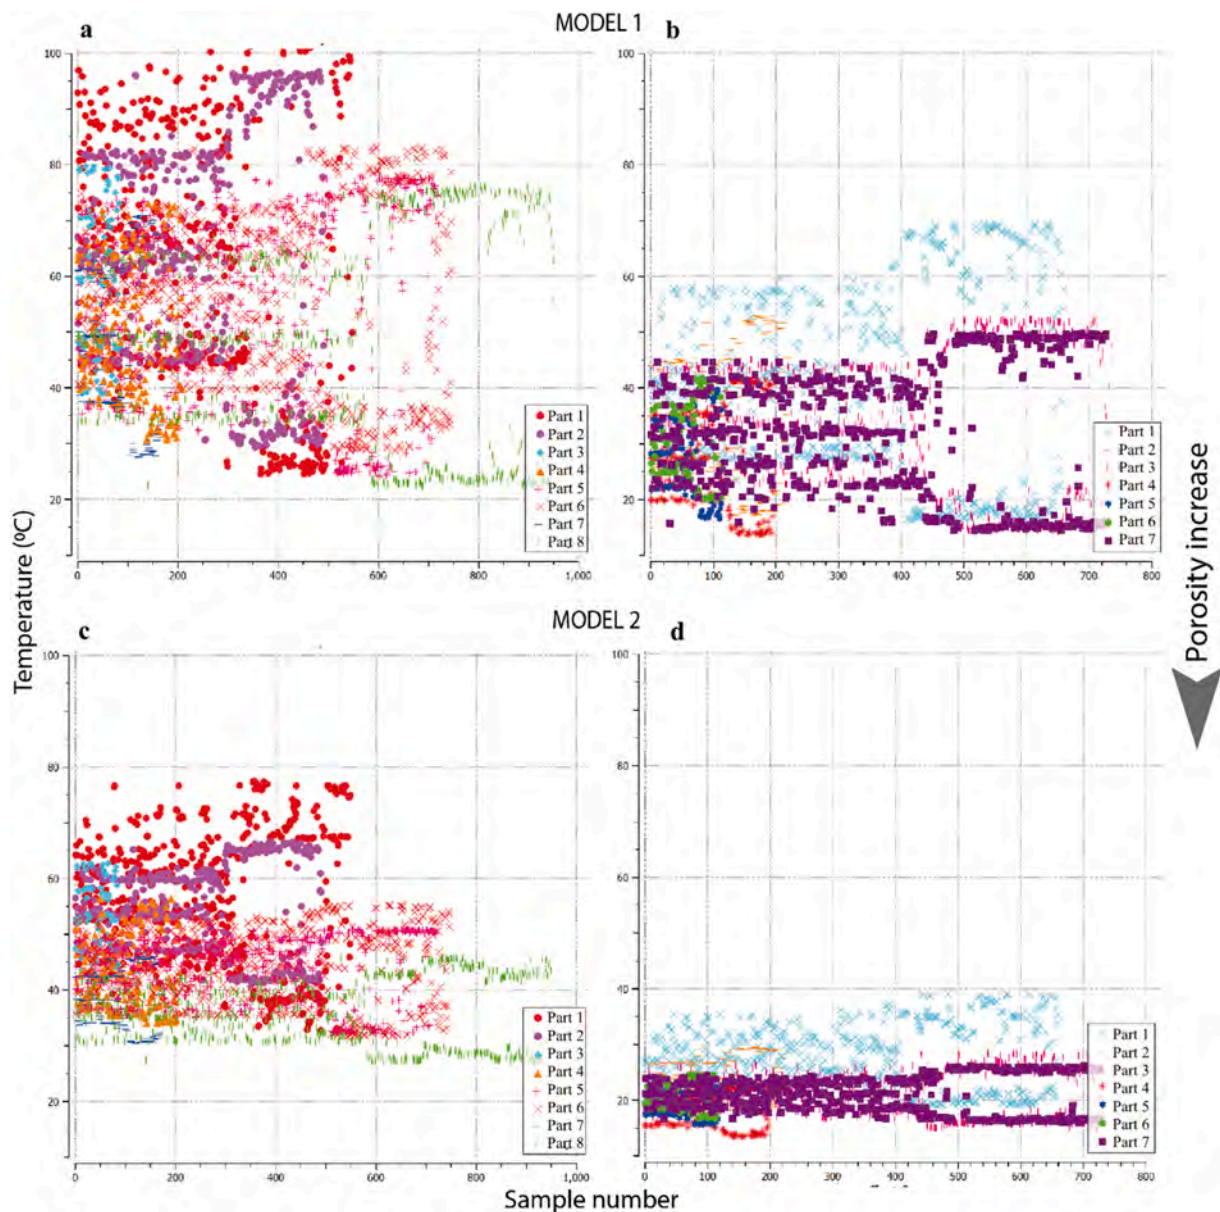 MODEL 1
a
b
100
80
60
40
20
Part 1
Part 2
Part 3
Part 4
Part 5
Part 6
Part 7
Part 8
0
200
400
600
800
1,000
100
80
60
40
20
Part 1
Part 2
Part 3
Part 4
Part 5
Part 6
Part 7
0
100
200
300
400
500
600
700
800
MODEL 2
c
d
100
80
60
40
20
Part 1
Part 2
Part 3
Part 4
Part 5
Part 6
Part 7
Part 8
0
200
400
600
800
1,000
100
80
60
40
20
Part 1
Part 2
Part 3
Part 4
Part 5
Part 6
Part 7
0
100
200
300
400
500
600
700
800
Temperature (ºC)
Sample number
Porosity increase